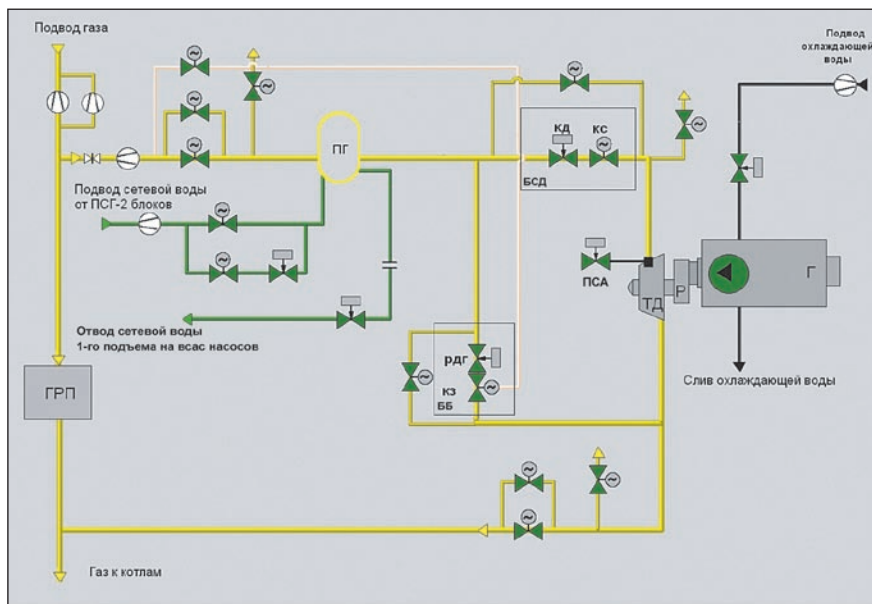 Подвод газа
Подвод
охлаждающей
воды
ПГ
КД
КС
БСД
Подвод сетевой воды
от ПСГ-2 блоков
ПСА
ТД
Р
Г
Отвод сетевой воды
1-го подъема на всас насосов
рдг
КЗ
ББ
ГРП
Слив охлаждающей воды
Газ к котлам